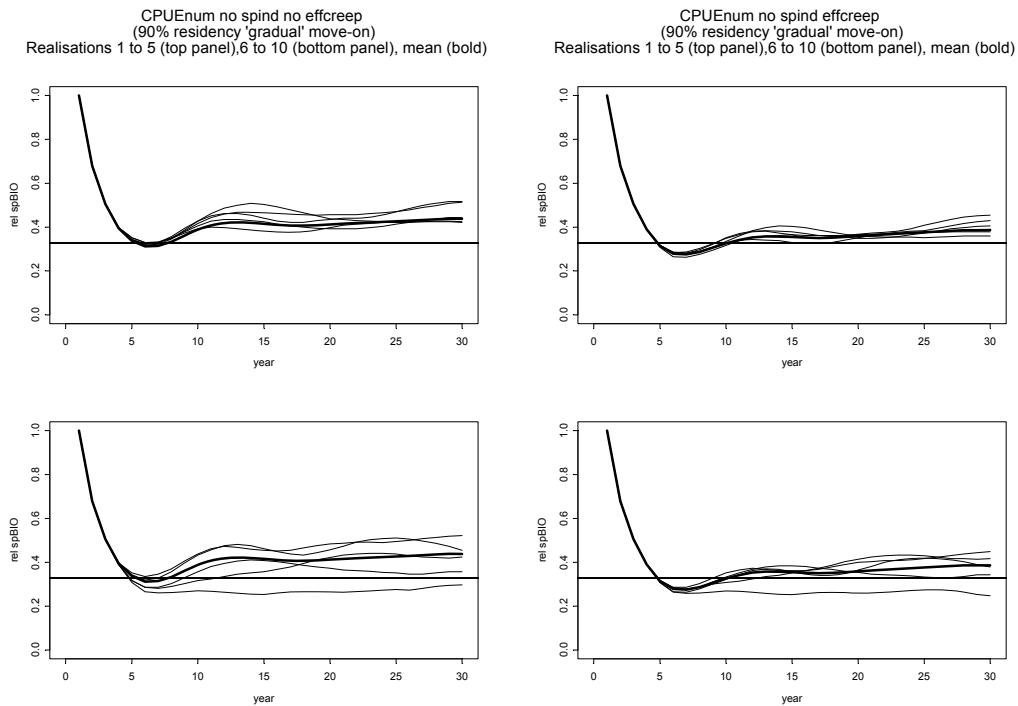 CPUEnum no spind no effcreep
(90% residency 'gradual' move-on)
Realisations 1 to 5 (top panel),6 to 10 (bottom panel), mean (bold)
1.0
0.8
0.6
0.4
0.2
0.0
rel spBIO
0 5 10 15 20 25 30
year
CPUEnum no spind no effcreep
(90% residency 'gradual' move-on)
Realisations 1 to 5 (top panel),6 to 10 (bottom panel), mean (bold)
1.0
0.8
0.6
0.4
0.2
0.0
rel spBIO
0 5 10 15 20 25 30
year
1.0
0.8
0.6
0.4
0.2
0.0
rel spBIO
0 5 10 15 20 25 30
year
1.0
0.8
0.6
0.4
0.2
0.0
rel spBIO
0 5 10 15 20 25 30
year